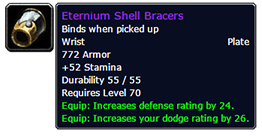 Eternium Shell Bracers
Binds when picked up
Wrist Plate
772 Armor
+52 Stamina
Durability 55 / 55
Requires Level 70
Equip: Increases defense rating by 24.
Equip: Increases your dodge rating by 26.